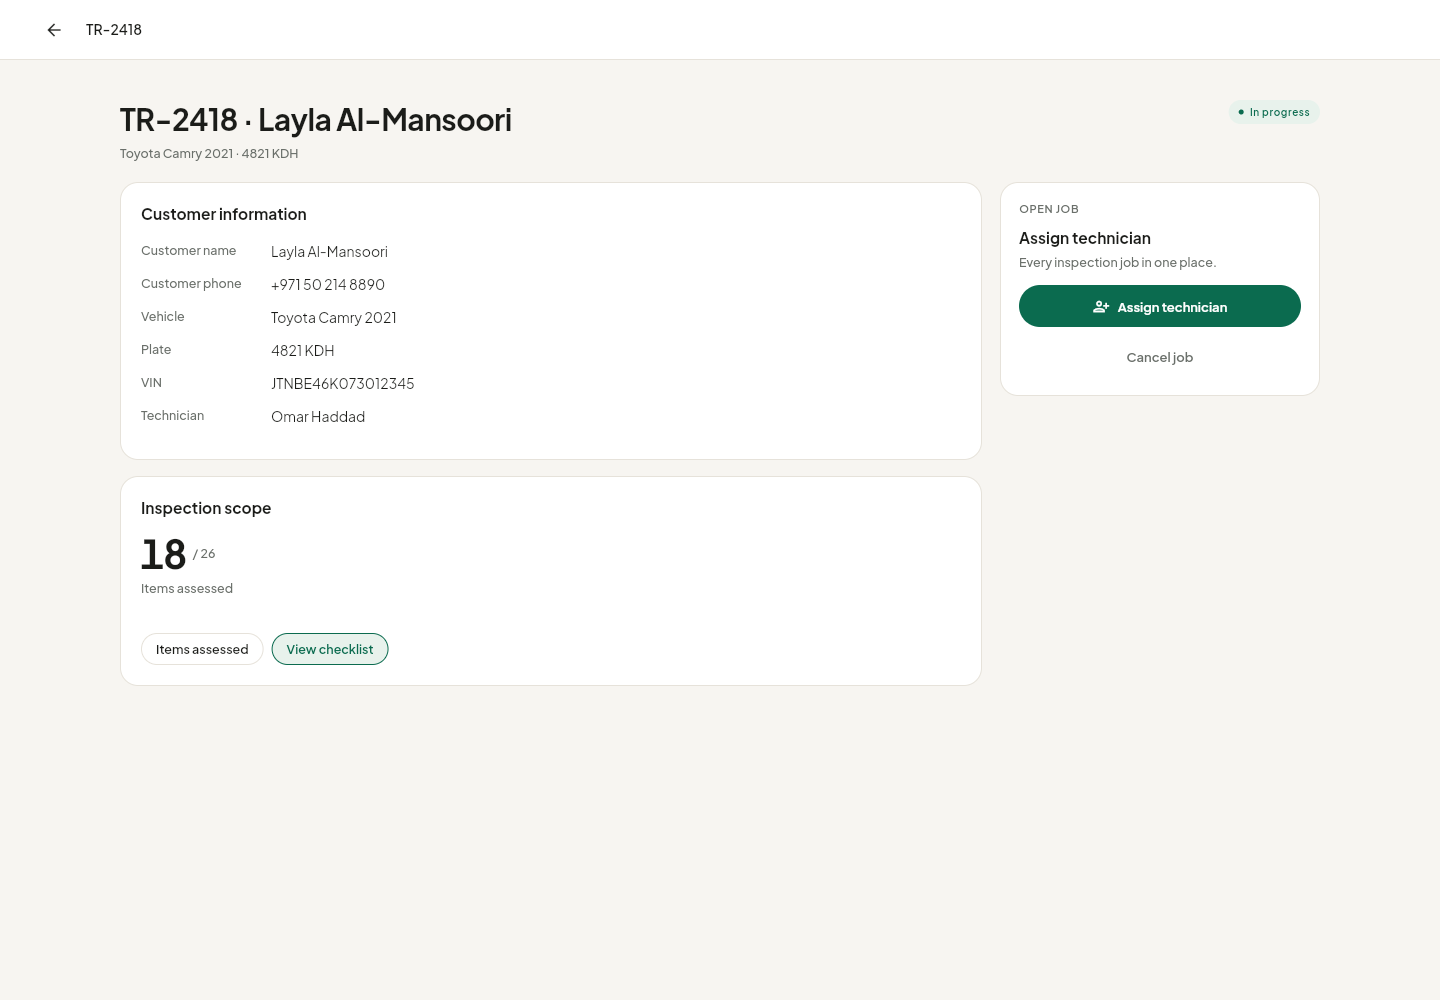 TR-2418
TR-2418 · Layla Al-Mansoori
In progress
Toyota Camry 2021 · 4821 KDH
Customer information
Customer name Layla Al-Mansoori
Customer phone +971 50 214 8890
Vehicle Toyota Camry 2021
Plate 4821 KDH
VIN JTNBE46K073012345
Technician Omar Haddad
OPEN JOB
Assign technician
Every inspection job in one place.
Assign technician
Cancel job
Inspection scope
18 / 26
Items assessed
Items assessed View checklist